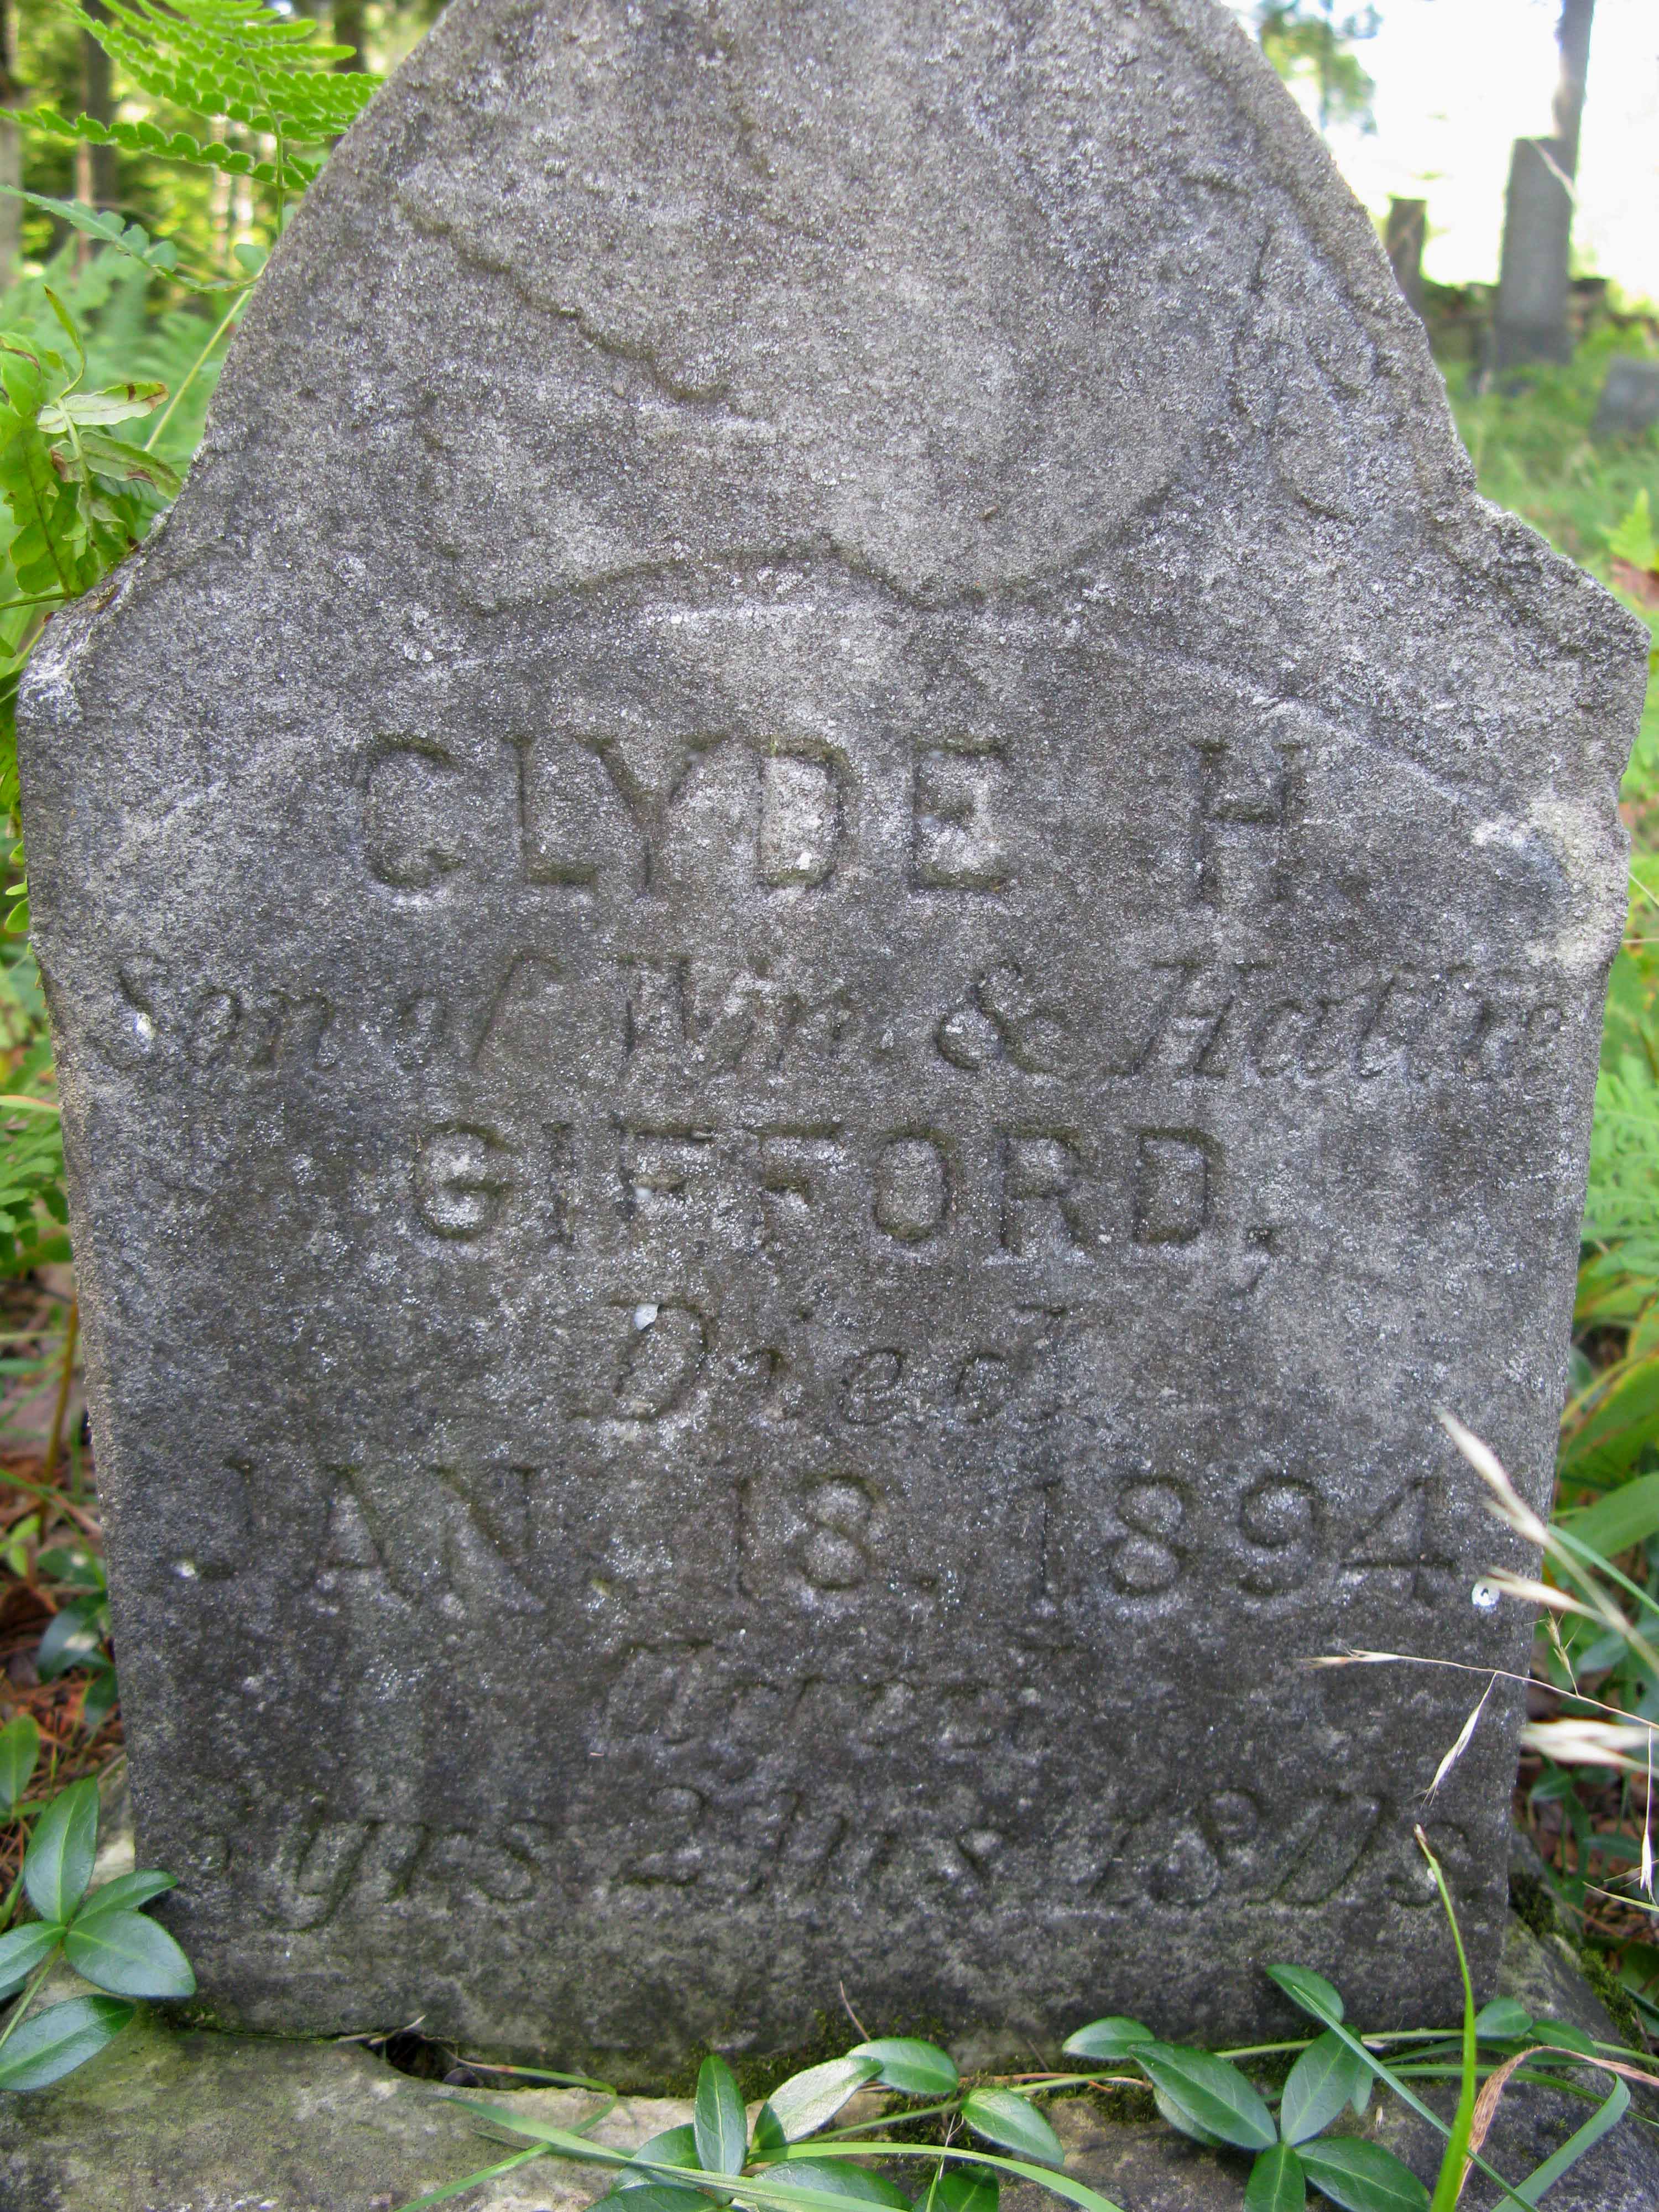 CLYDE H.
Son of Wm. & Hattie
GIFFORD,
Died
JAN. 18, 1894
Aged
yrs 2 ms 18 Ds